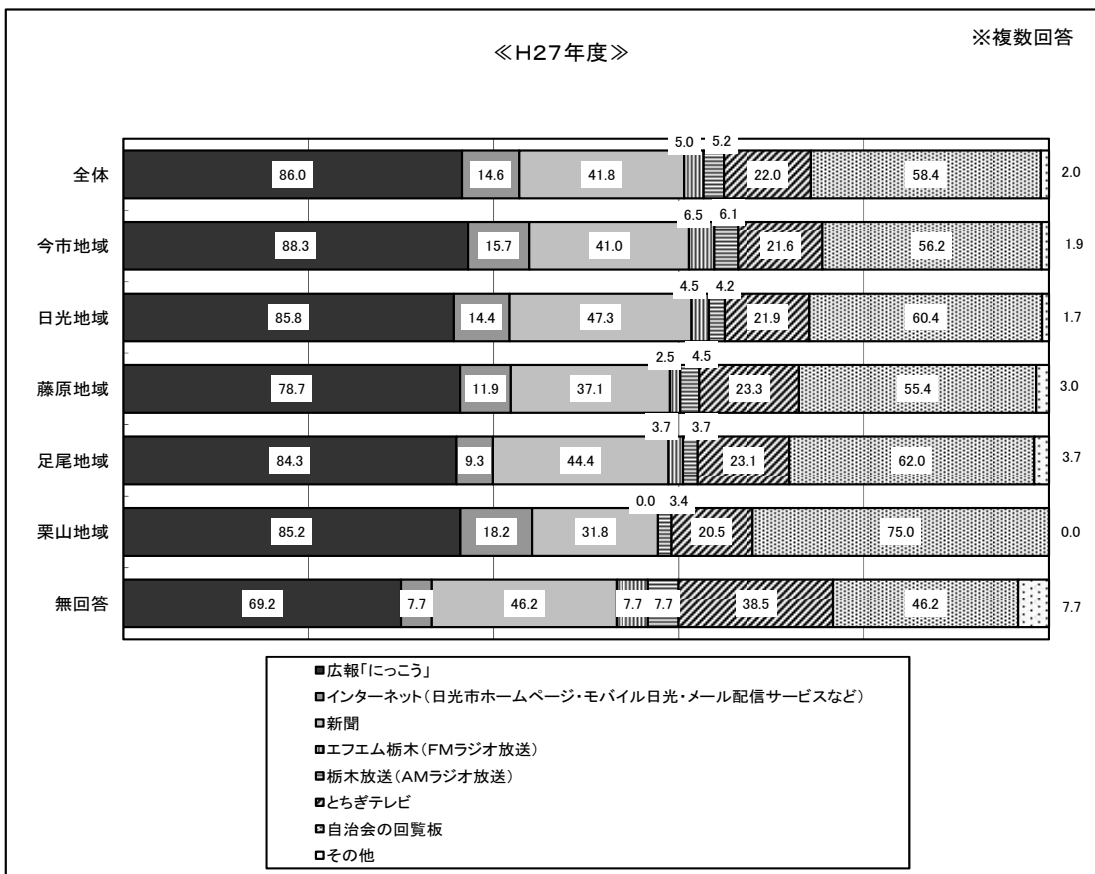 ※複数回答
≪H27年度≫
5.0 5.2
全体 86.0 14.6 41.8 22.0 58.4 2.0
6.5 6.1
今市地域 88.3 15.7 41.0 21.6 56.2 1.9
4.5 4.2
日光地域 85.8 14.4 47.3 21.9 60.4 1.7
2.5 4.5
藤原地域 78.7 11.9 37.1 23.3 55.4 3.0
3.7 3.7
足尾地域 84.3 9.3 44.4 23.1 62.0 3.7
0.0 3.4
栗山地域 85.2 18.2 31.8 20.5 75.0 0.0
無回答 69.2 7.7 46.2 7.7 7.7 38.5 46.2 7.7
広報「にっこう」
インターネット(日光市ホームページ・モバイル日光・メール配信サービスなど)
新聞
エフエム栃木(FMラジオ放送)
栃木放送(AMラジオ放送)
とちぎテレビ
自治会の回覧板
その他